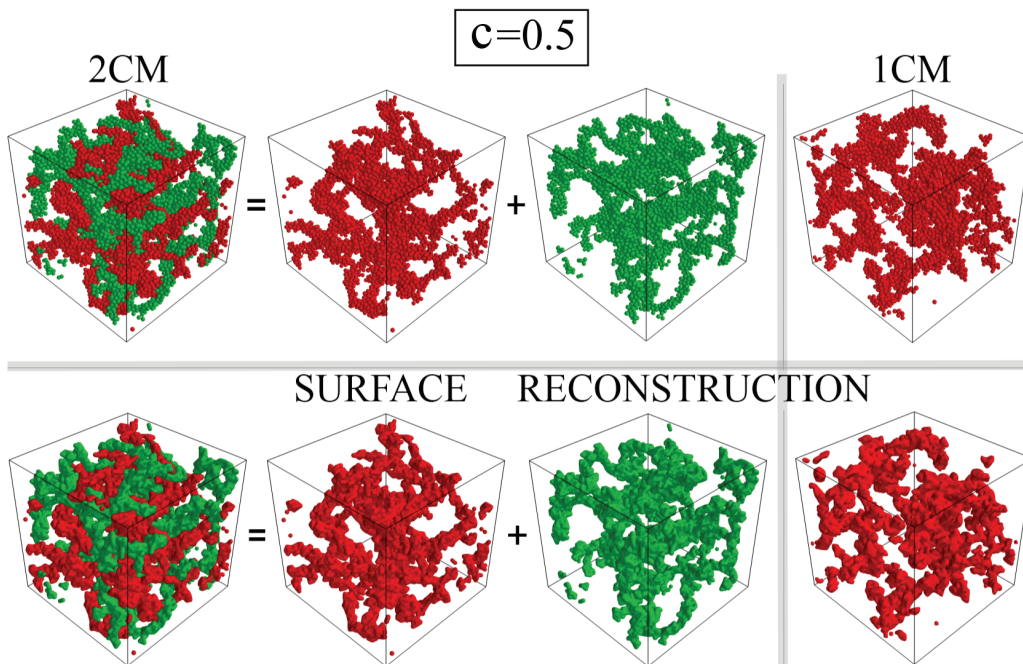 c=0.5
2CM
1CM
= +
SURFACE RECONSTRUCTION
= +